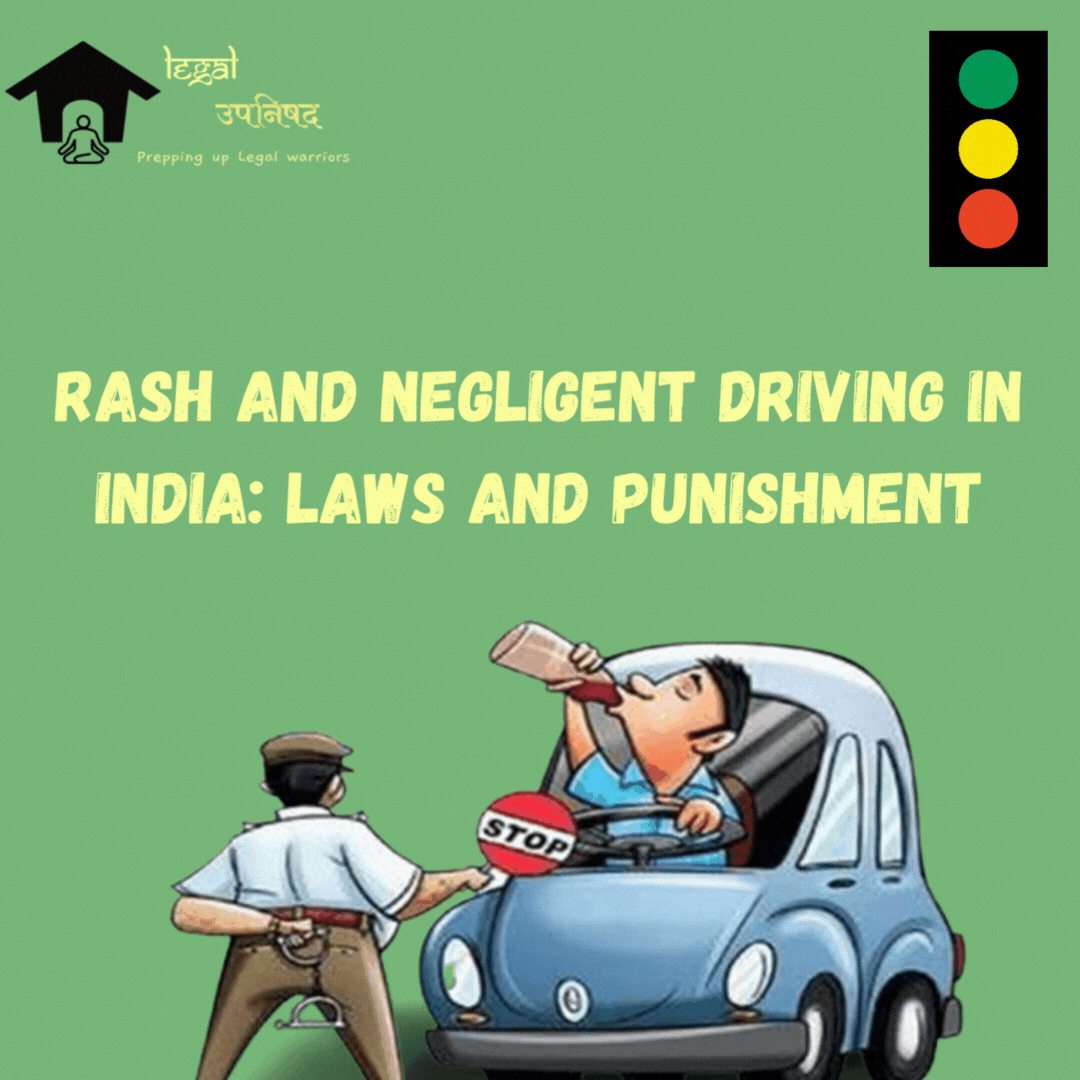 legal
उपनिषद
Prepping up Legal warriors
RASH AND NEGLIGENT DRIVING IN
INDIA: LAWS AND PUNISHMENT
STOP